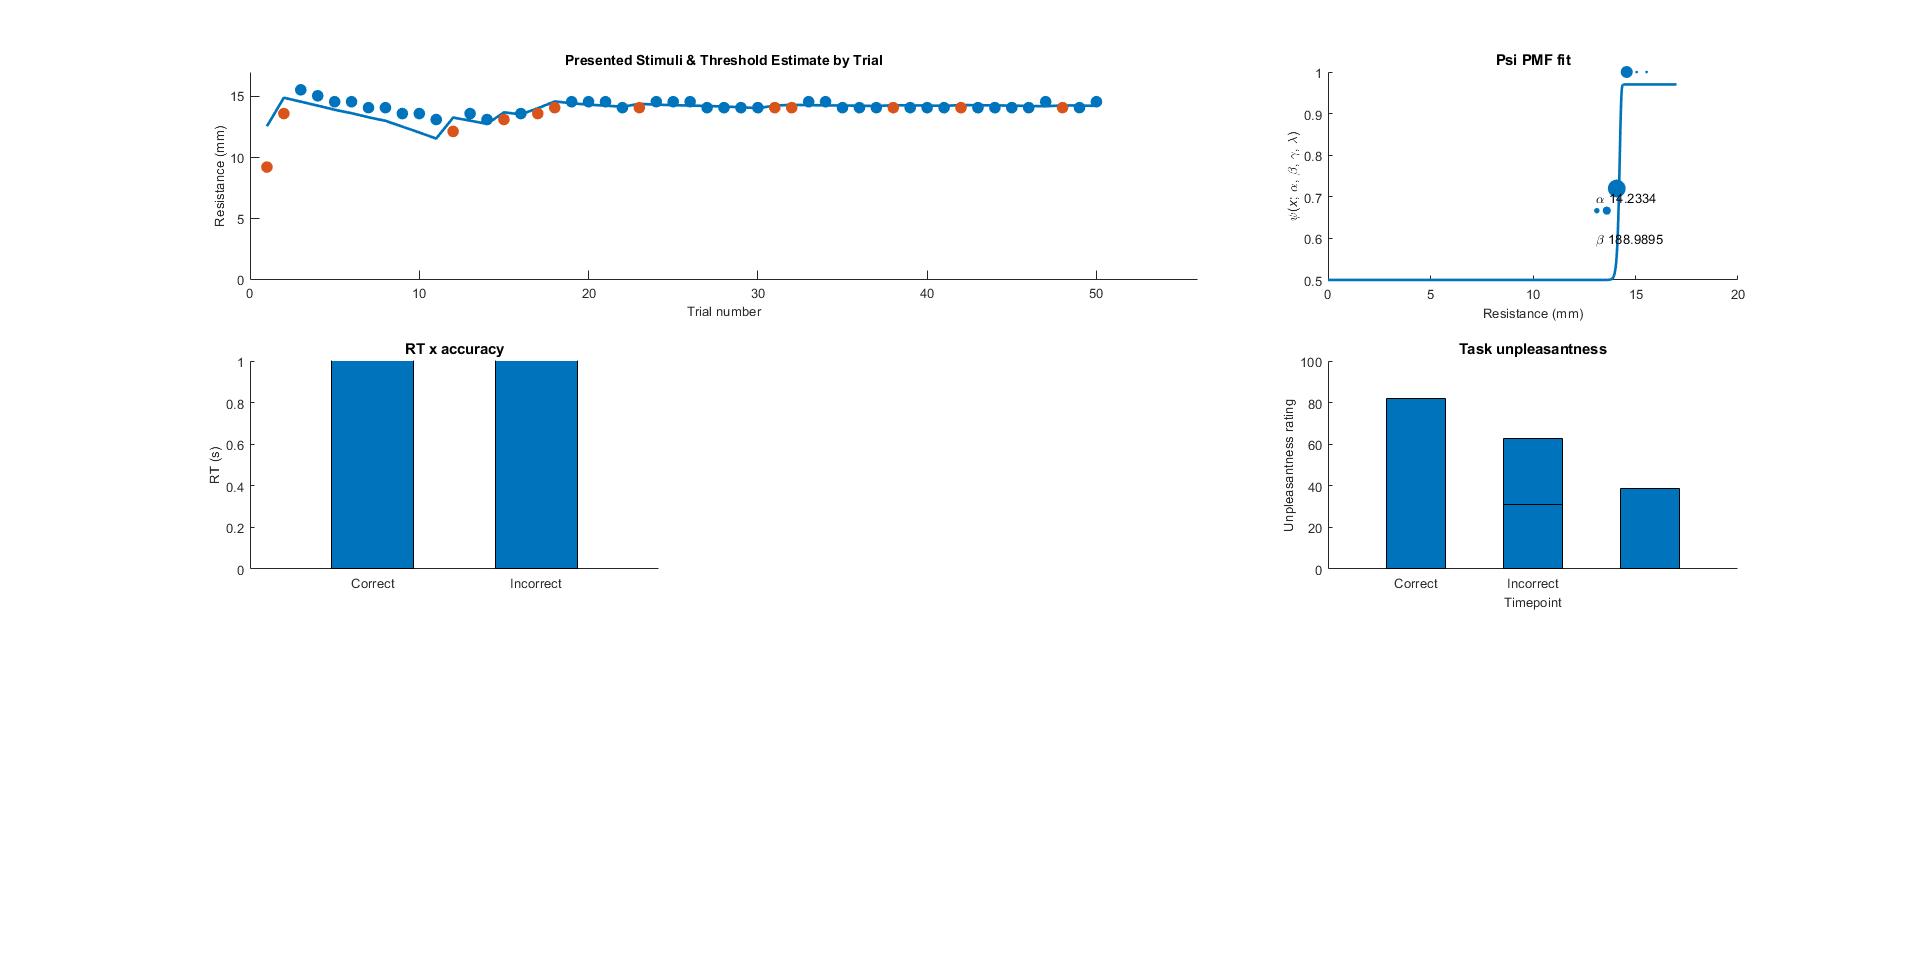 Presented Stimuli & Threshold Estimate by Trial
Resistance (mm)
15
10
5
0
0 10 20 30 40 50
Trial number
Psi PMF fit
ψ(x; α, β, γ, λ)
1
0.9
0.8
0.7
0.6
0.5
α 14.2334
β 188.9895
0 5 10 15 20
Resistance (mm)
RT x accuracy
RT (s)
1
0.8
0.6
0.4
0.2
0
Correct Incorrect
Task unpleasantness
Unpleasantness rating
100
80
60
40
20
0
Correct Incorrect
Timepoint